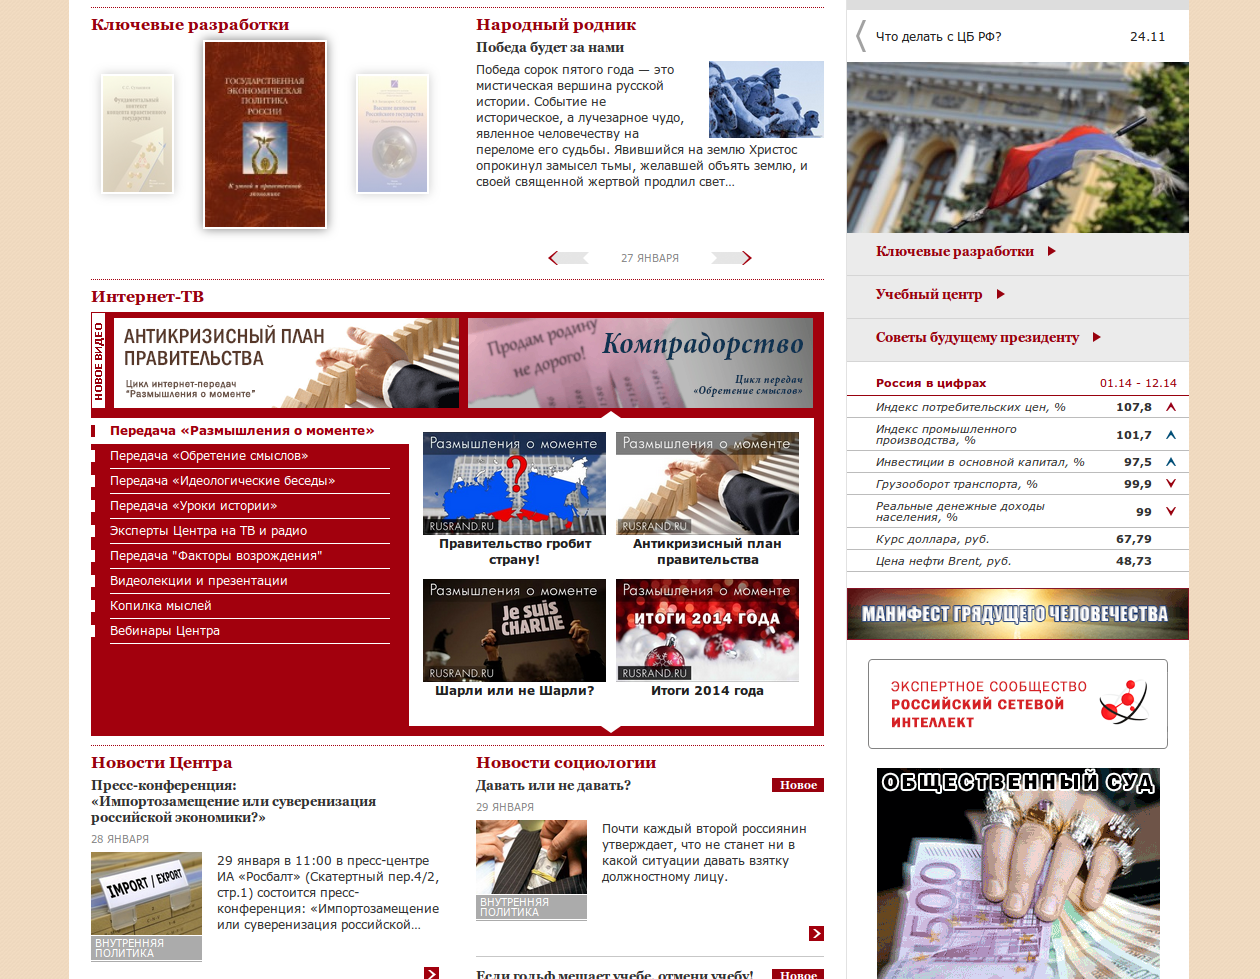 Ключевые разработки
ГОСУДАРСТВЕННАЯ
ЭКОНОМИЧЕСКАЯ
ПОЛИТИКА
РОССИИ
К умной и нравственной
экономике
Народный родник
Победа будет за нами
Победа сорок пятого года — это
мистическая вершина русской
истории. Событие не
историческое, а лучезарное чудо,
явленное человечеству на
переломе его судьбы. Явившийся на землю Христос
опрокинул замысел тьмы, желавшей объять землю, и
своей священной жертвой продлил свет...
27 ЯНВАРЯ
Интернет-ТВ
НОВОЕ ВИДЕО
АНТИКРИЗИСНЫЙ ПЛАН
ПРАВИТЕЛЬСТВА
Цикл интернет-передач
"Размышления о моменте"
Продам родину
не дорого!
Компрадорство
Цикл передач
«Обретение смыслов»
Передача «Размышления о моменте»
Передача «Обретение смыслов»
Передача «Идеологические беседы»
Передача «Уроки истории»
Эксперты Центра на ТВ и радио
Передача "Факторы возрождения"
Видеолекции и презентации
Копилка мыслей
Вебинары Центра
Размышления о моменте
?
RUSRAND.RU
Правительство гробит
страну!
Размышления о моменте
RUSRAND.RU
Антикризисный план
правительства
Размышления о моменте
Je suis
CHARLIE
RUSRAND.RU
Шарли или не Шарли?
Размышления о моменте
ИТОГИ 2014 ГОДА
RUSRAND.RU
Итоги 2014 года
Новости Центра
Пресс-конференция:
«Импортозамещение или суверенизация
российской экономики?»
28 ЯНВАРЯ
IMPORT / EXPORT
ВНУТРЕННЯЯ
ПОЛИТИКА
29 января в 11:00 в пресс-центре
ИА «Росбалт» (Скатертный пер.4/2,
стр.1) состоится пресс-
конференция: «Импортозамещение
или суверенизация российской...
Новости социологии
Давать или не давать?
Новое
29 ЯНВАРЯ
ВНУТРЕННЯЯ
ПОЛИТИКА
Почти каждый второй россиянин
утверждает, что не станет ни в
какой ситуации давать взятку
должностному лицу.
Если гольф мешает учебе, отмени учебу!
Новое
Что делать с ЦБ РФ?
24.11
Ключевые разработки
Учебный центр
Советы будущему президенту
Россия в цифрах 01.14 - 12.14
Индекс потребительских цен, % 107,8
Индекс промышленного
производства, % 101,7
Инвестиции в основной капитал, % 97,5
Грузооборот транспорта, % 99,9
Реальные денежные доходы
населения, % 99
Курс доллара, руб. 67,79
Цена нефти Brent, руб. 48,73
МАНИФЕСТ ГРЯДУЩЕГО ЧЕЛОВЕЧЕСТВА
ЭКСПЕРТНОЕ СООБЩЕСТВО
РОССИЙСКИЙ СЕТЕВОЙ
ИНТЕЛЛЕКТ
ОБЩЕСТВЕННЫЙ СУД
500